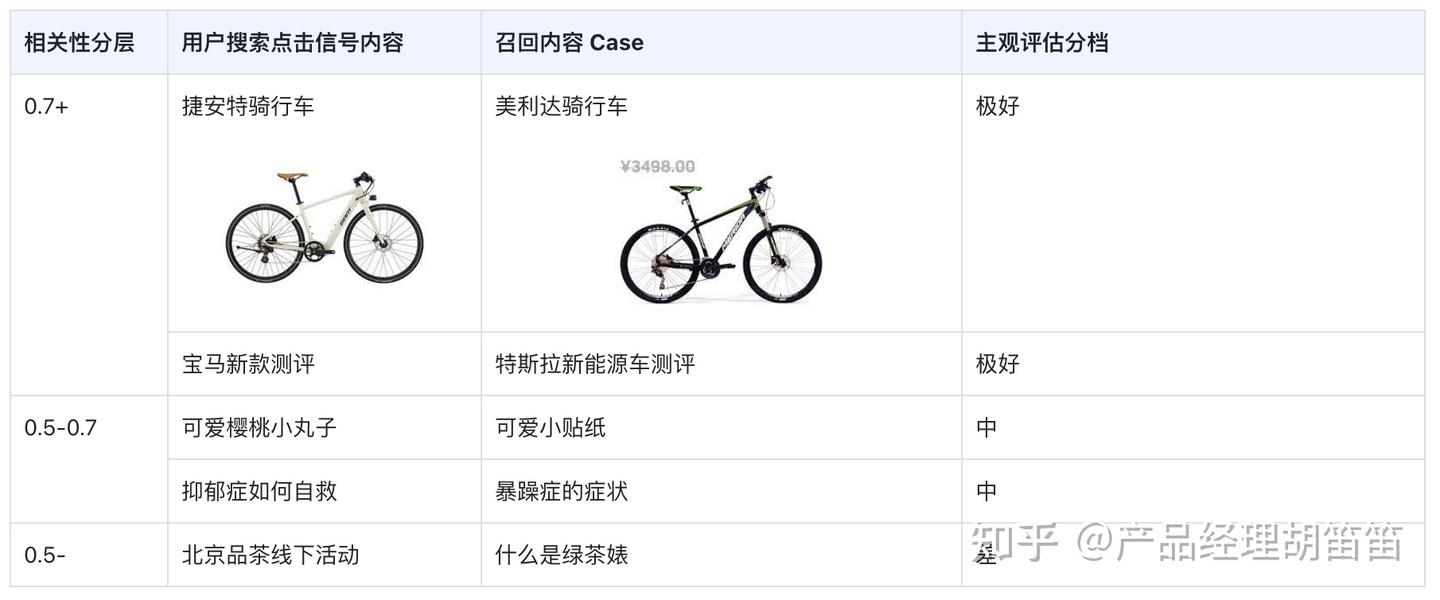 相关性分层 用户搜索点击信号内容 召回内容 Case 主观评估分档
0.7+ 捷安特骑行车 美利达骑行车 极好
¥3498.00
GIANT
宝马新款测评 特斯拉新能源车测评 极好
0.5-0.7 可爱樱桃小丸子 可爱小贴纸 中
抑郁症如何自救 暴躁症的症状 中
0.5- 北京品茶线下活动 什么是绿茶婊 差
知乎 @产品经理胡笛笛